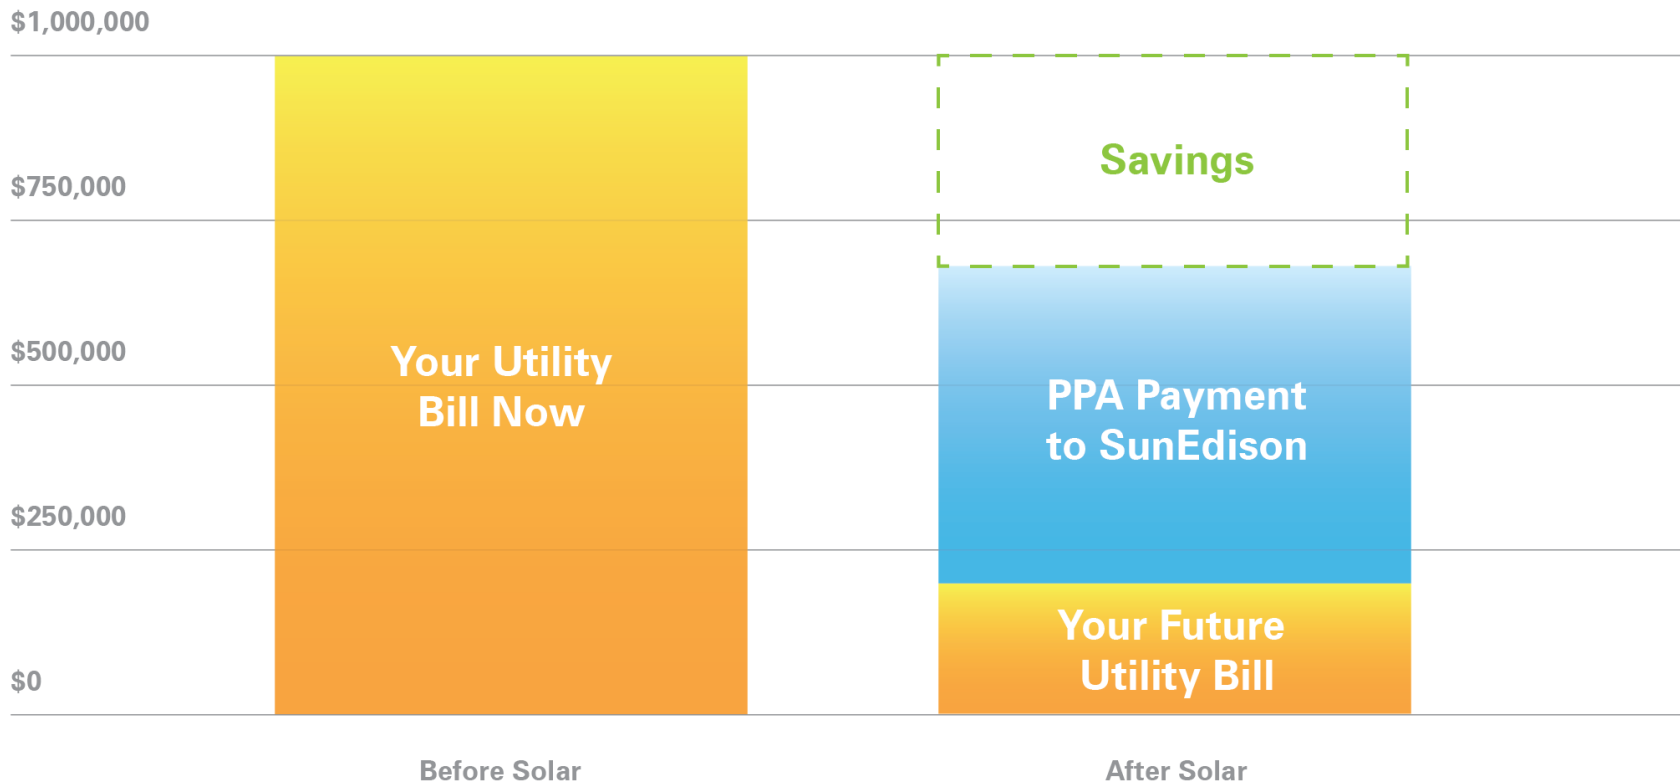 $1,000,000
Savings
$750,000
$500,000
Your Utility
Bill Now
PPA Payment
to SunEdison
$250,000
Your Future
Utility Bill
$0
Before Solar
After Solar